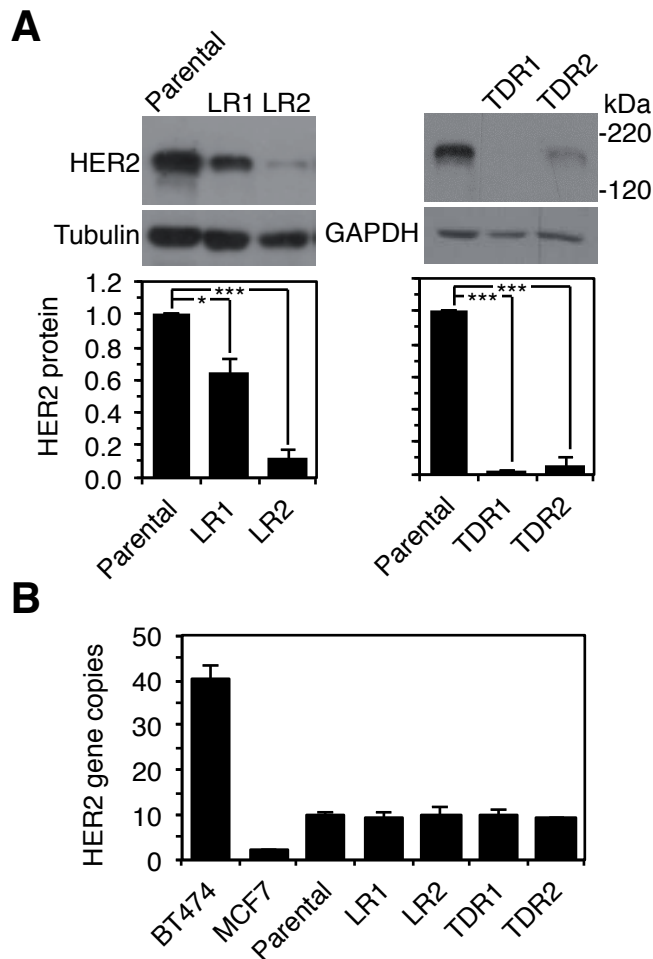 A
Parental
LR1 LR2
TDR1
TDR2
kDa
HER2
-220
-120
Tubulin
GAPDH
HER2 protein
1.2
1.0
0.8
0.6
0.4
0.2
0.0
***
*
***
***
Parental
LR1
LR2
Parental
TDR1
TDR2
B
HER2 gene copies
50
40
30
20
10
0
BT474
MCF7
Parental
LR1
LR2
TDR1
TDR2